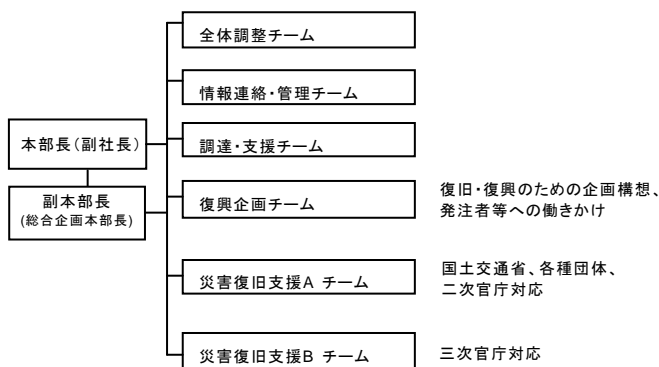 全体調整チーム
情報連絡・管理チーム
本部長(副社長)
調達・支援チーム
副本部長
(総合企画本部長)
復興企画チーム
復旧・復興のための企画構想、
発注者等への働きかけ
災害復旧支援A チーム
国土交通省、各種団体、
二次官庁対応
災害復旧支援B チーム
三次官庁対応